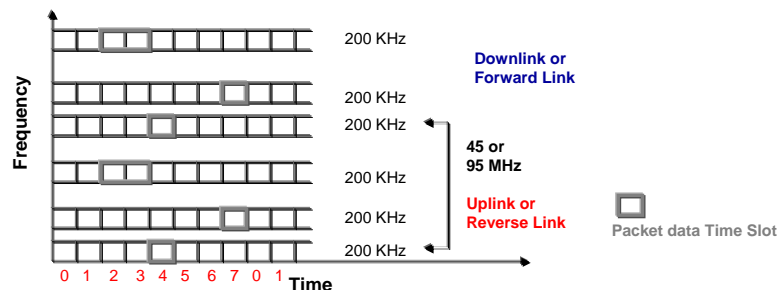 200 KHz
Downlink or
Forward Link
200 KHz
200 KHz
Frequency
45 or
95 MHz
200 KHz
Uplink or
Reverse Link
200 KHz
Packet data Time Slot
200 KHz
0 1 2 3 4 5 6 7 0 1 Time